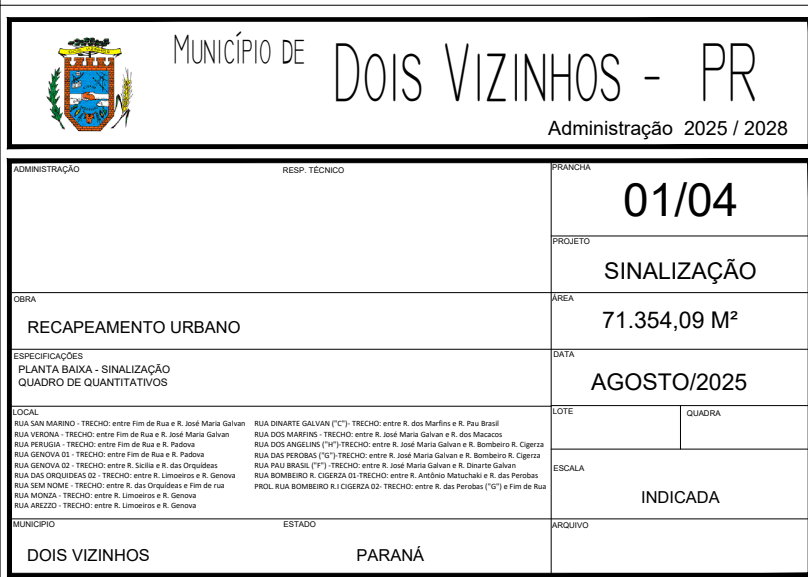 MUNICÍPIO DE DOIS VIZINHOS - PR
Administração 2025 / 2028
ADMINISTRAÇÃO
RESP. TÉCNICO
PRANCHA
01/04
PROJETO
SINALIZAÇÃO
OBRA
RECAPEAMENTO URBANO
ÁREA
71.354,09 M²
ESPECIFICAÇÕES
PLANTA BAIXA - SINALIZAÇÃO
QUADRO DE QUANTITATIVOS
DATA
AGOSTO/2025
LOCAL
RUA SAN MARINO - TRECHO: entre Fim de Rua e R. José Maria Galvan
RUA VERONA - TRECHO: entre Fim de Rua e R. José Maria Galvan
RUA PERUGIA - TRECHO: entre Fim de Rua e R. Padova
RUA GENOVA 01 - TRECHO: entre Fim de Rua e R. Padova
RUA GENOVA 02 - TRECHO: entre R. Sicilia e R. das Orquídeas
RUA DAS ORQUIDEAS 02 - TRECHO: entre R. Limoeiros e R. Genova
RUA SEM NOME - TRECHO: entre R. das Orquídeas e Fim de rua
RUA MONZA - TRECHO: entre R. Limoeiros e R. Genova
RUA AREZZO - TRECHO: entre R. Limoeiros e R. Genova
RUA DINARTE GALVAN ("C")- TRECHO: entre R. dos Marfins e R. Pau Brasil
RUA DOS MARFINS - TRECHO: entre R. José Maria Galvan e R. dos Macacos
RUA DOS ANGELINS ("H")-TRECHO: entre R. José Maria Galvan e R. Bombeiro R. Cigerza
RUA DAS PEROBAS ("G")-TRECHO: entre R. José Maria Galvan e R. Bombeiro R. Cigerza
RUA PAU BRASIL ("F") -TRECHO: entre R. José Maria Galvan e R. Dinarte Galvan
RUA BOMBEIRO R. CIGERZA 01-TRECHO: entre R. Antônio Matuchaki e R. das Perobas
PROL. RUA BOMBEIRO R.I CIGERZA 02- TRECHO: entre R. das Perobas ("G") e Fim de Rua
LOTE
QUADRA
ESCALA
INDICADA
MUNICIPIO
DOIS VIZINHOS
ESTADO
PARANÁ
ARQUIVO